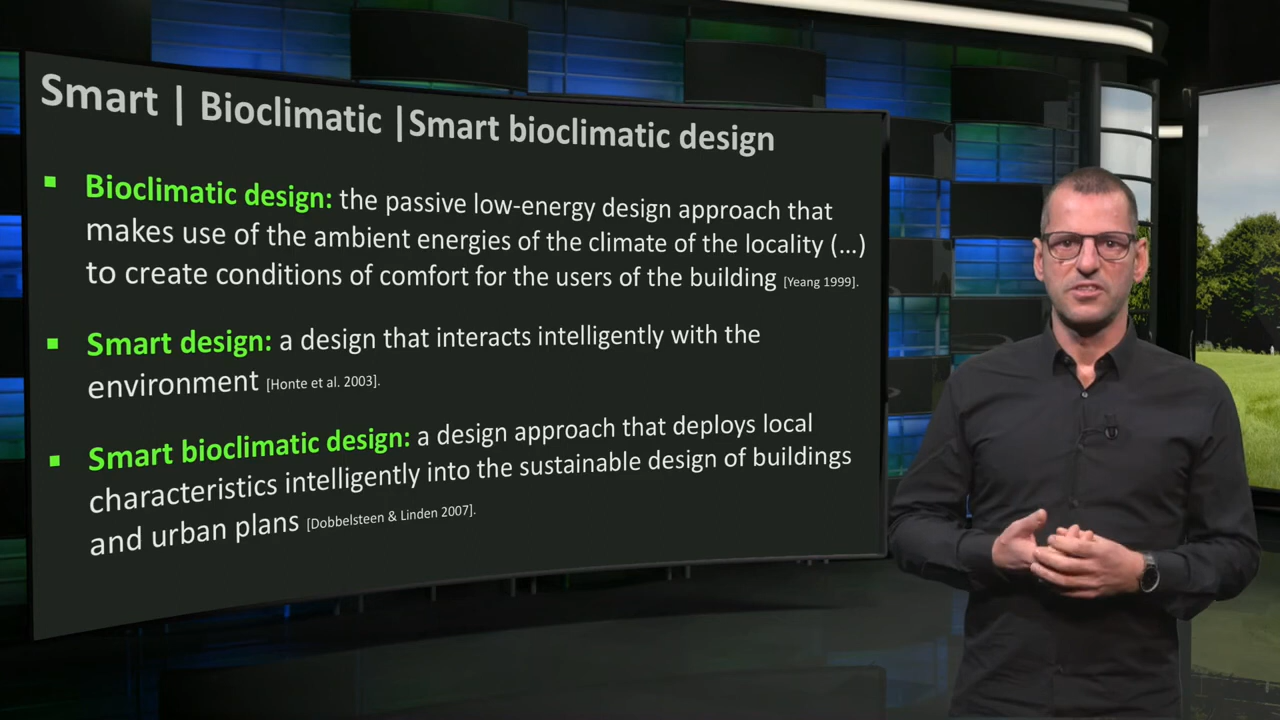 Smart | Bioclimatic |Smart bioclimatic design
▪ Bioclimatic design: the passive low-energy design approach that
makes use of the ambient energies of the climate of the locality (...)
to create conditions of comfort for the users of the building [Yeang 1999].
▪ Smart design: a design that interacts intelligently with the
environment [Honte et al. 2003].
▪ Smart bioclimatic design: a design approach that deploys local
characteristics intelligently into the sustainable design of buildings
and urban plans [Dobbelsteen & Linden 2007].